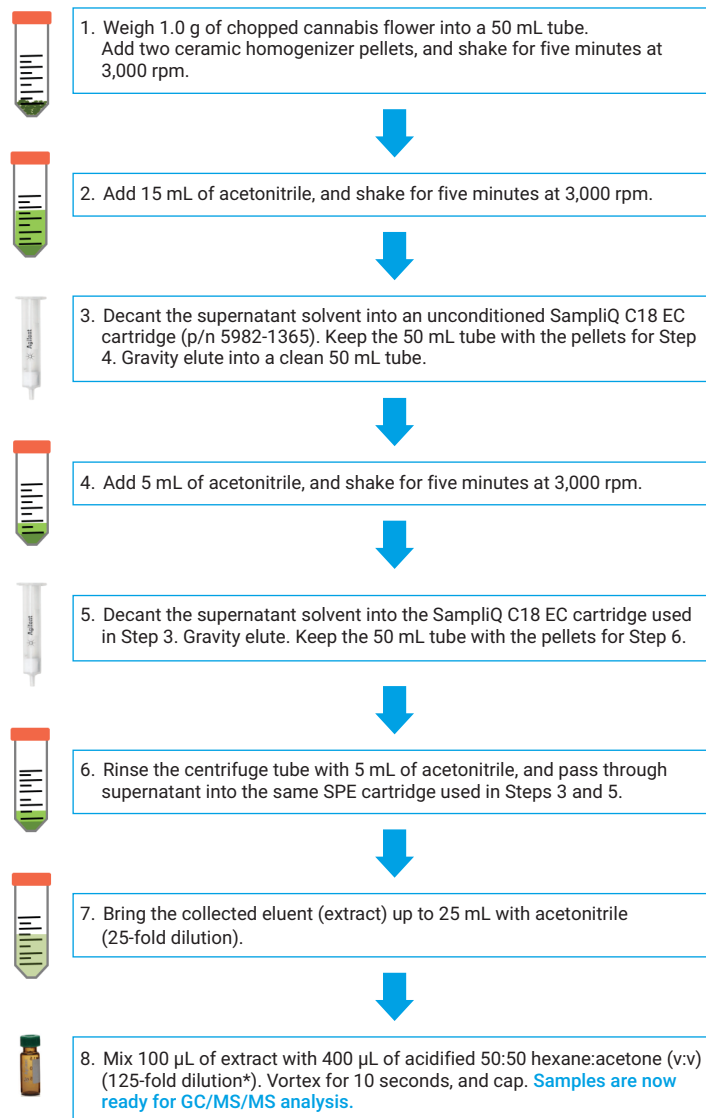 1. Weigh 1.0 g of chopped cannabis flower into a 50 mL tube.
Add two ceramic homogenizer pellets, and shake for five minutes at
3,000 rpm.
2. Add 15 mL of acetonitrile, and shake for five minutes at 3,000 rpm.
Agilent
3. Decant the supernatant solvent into an unconditioned SampliQ C18 EC
cartridge (p/n 5982-1365). Keep the 50 mL tube with the pellets for Step
4. Gravity elute into a clean 50 mL tube.
4. Add 5 mL of acetonitrile, and shake for five minutes at 3,000 rpm.
Agilent
5. Decant the supernatant solvent into the SampliQ C18 EC cartridge used
in Step 3. Gravity elute. Keep the 50 mL tube with the pellets for Step 6.
6. Rinse the centrifuge tube with 5 mL of acetonitrile, and pass through
supernatant into the same SPE cartridge used in Steps 3 and 5.
7. Bring the collected eluent (extract) up to 25 mL with acetonitrile
(25-fold dilution).
8. Mix 100 µL of extract with 400 µL of acidified 50:50 hexane:acetone (v:v)
(125-fold dilution*). Vortex for 10 seconds, and cap. Samples are now
ready for GC/MS/MS analysis.